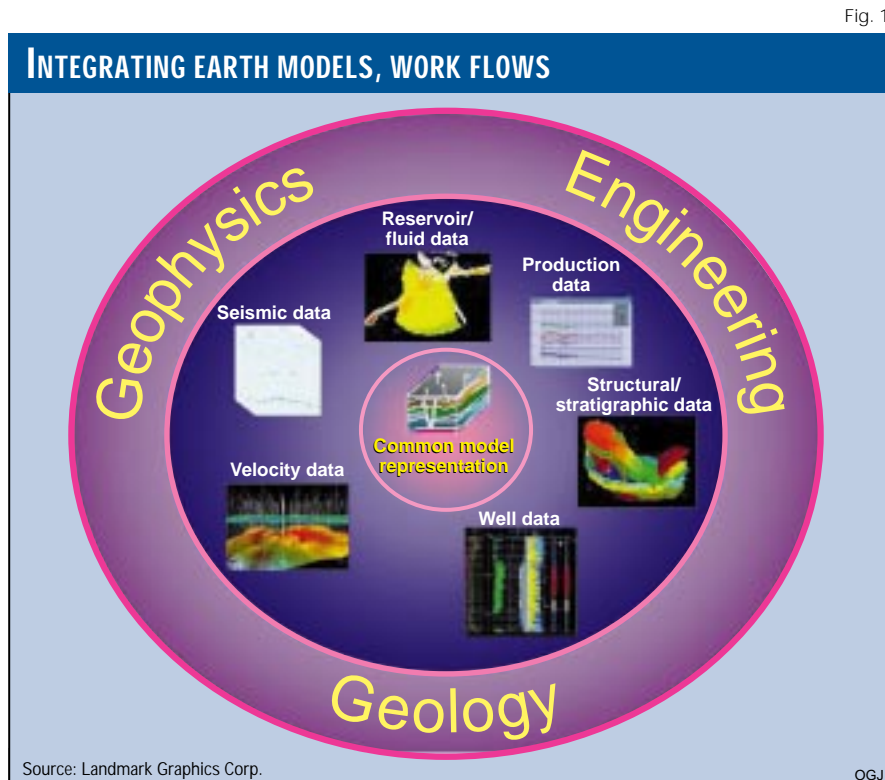 Fig. 1
INTEGRATING EARTH MODELS, WORK FLOWS
Geophysics
Engineering
Reservoir/
fluid data
Production
data
Seismic data
Structural/
stratigraphic data
Common model
representation
Velocity data
Well data
Geology
Source: Landmark Graphics Corp.
OGJ